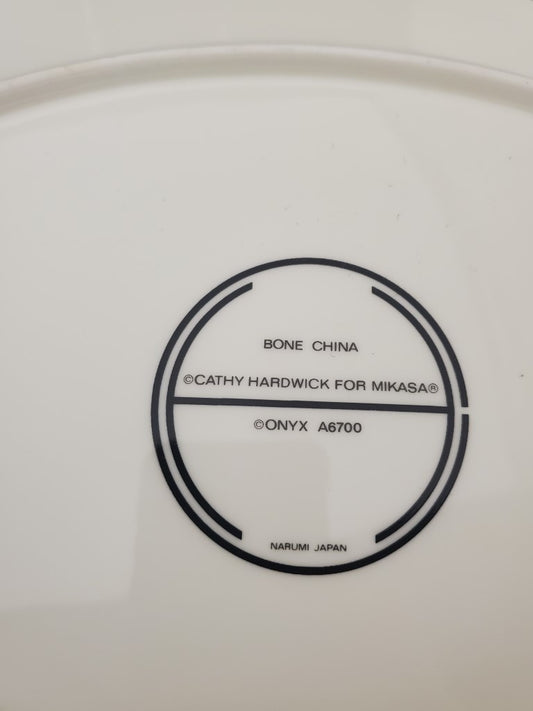 BONE CHINA
©CATHY HARDWICK FOR MIKASA®
©ONYX A6700
NARUMI JAPAN